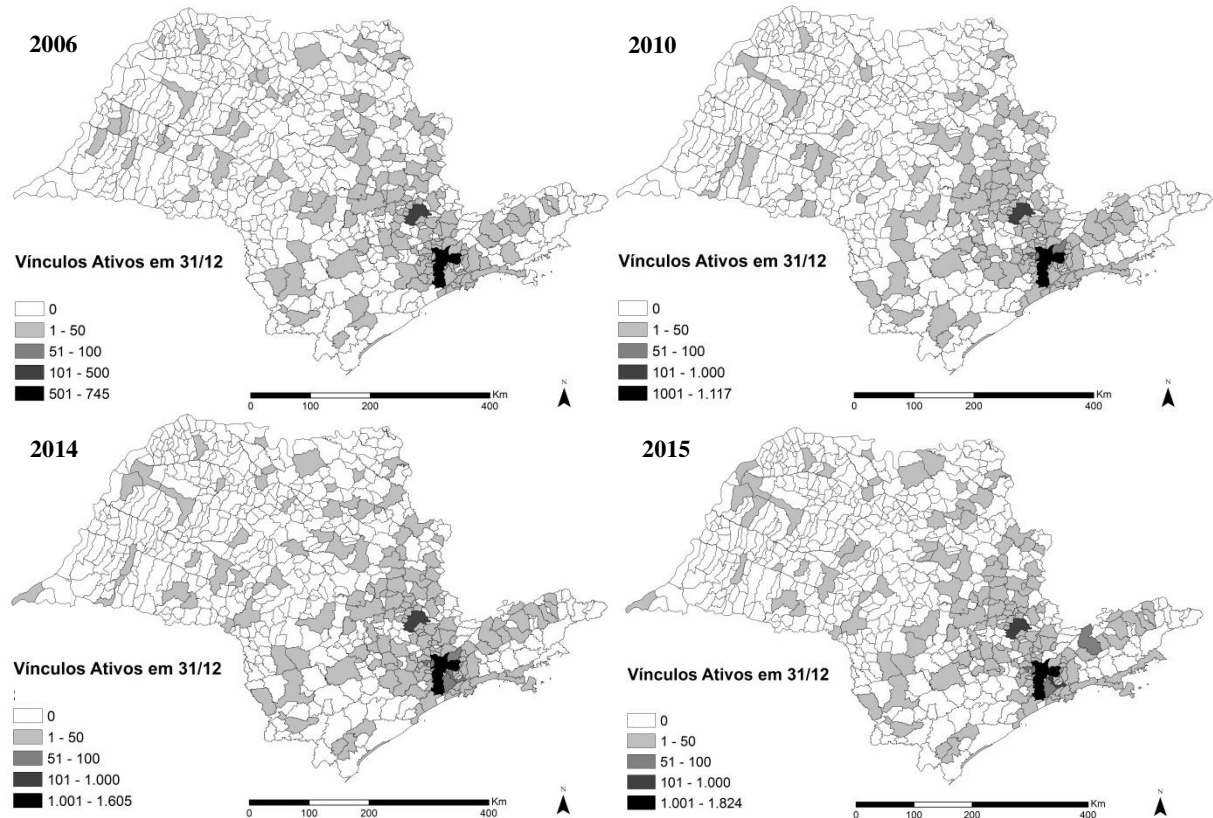 2006
Vínculos Ativos em 31/12
0
1 - 50
51 - 100
101 - 500
501 - 745
Km
0 100 200 400
N
2010
Vínculos Ativos em 31/12
0
1 - 50
51 - 100
101 - 1.000
1001 - 1.117
Km
0 100 200 400
N
2014
Vínculos Ativos em 31/12
0
1 - 50
51 - 100
101 - 1.000
1.001 - 1.605
Km
0 100 200 400
N
2015
Vínculos Ativos em 31/12
0
1 - 50
51 - 100
101 - 1.000
1.001 - 1.824
Km
0 100 200 400
N